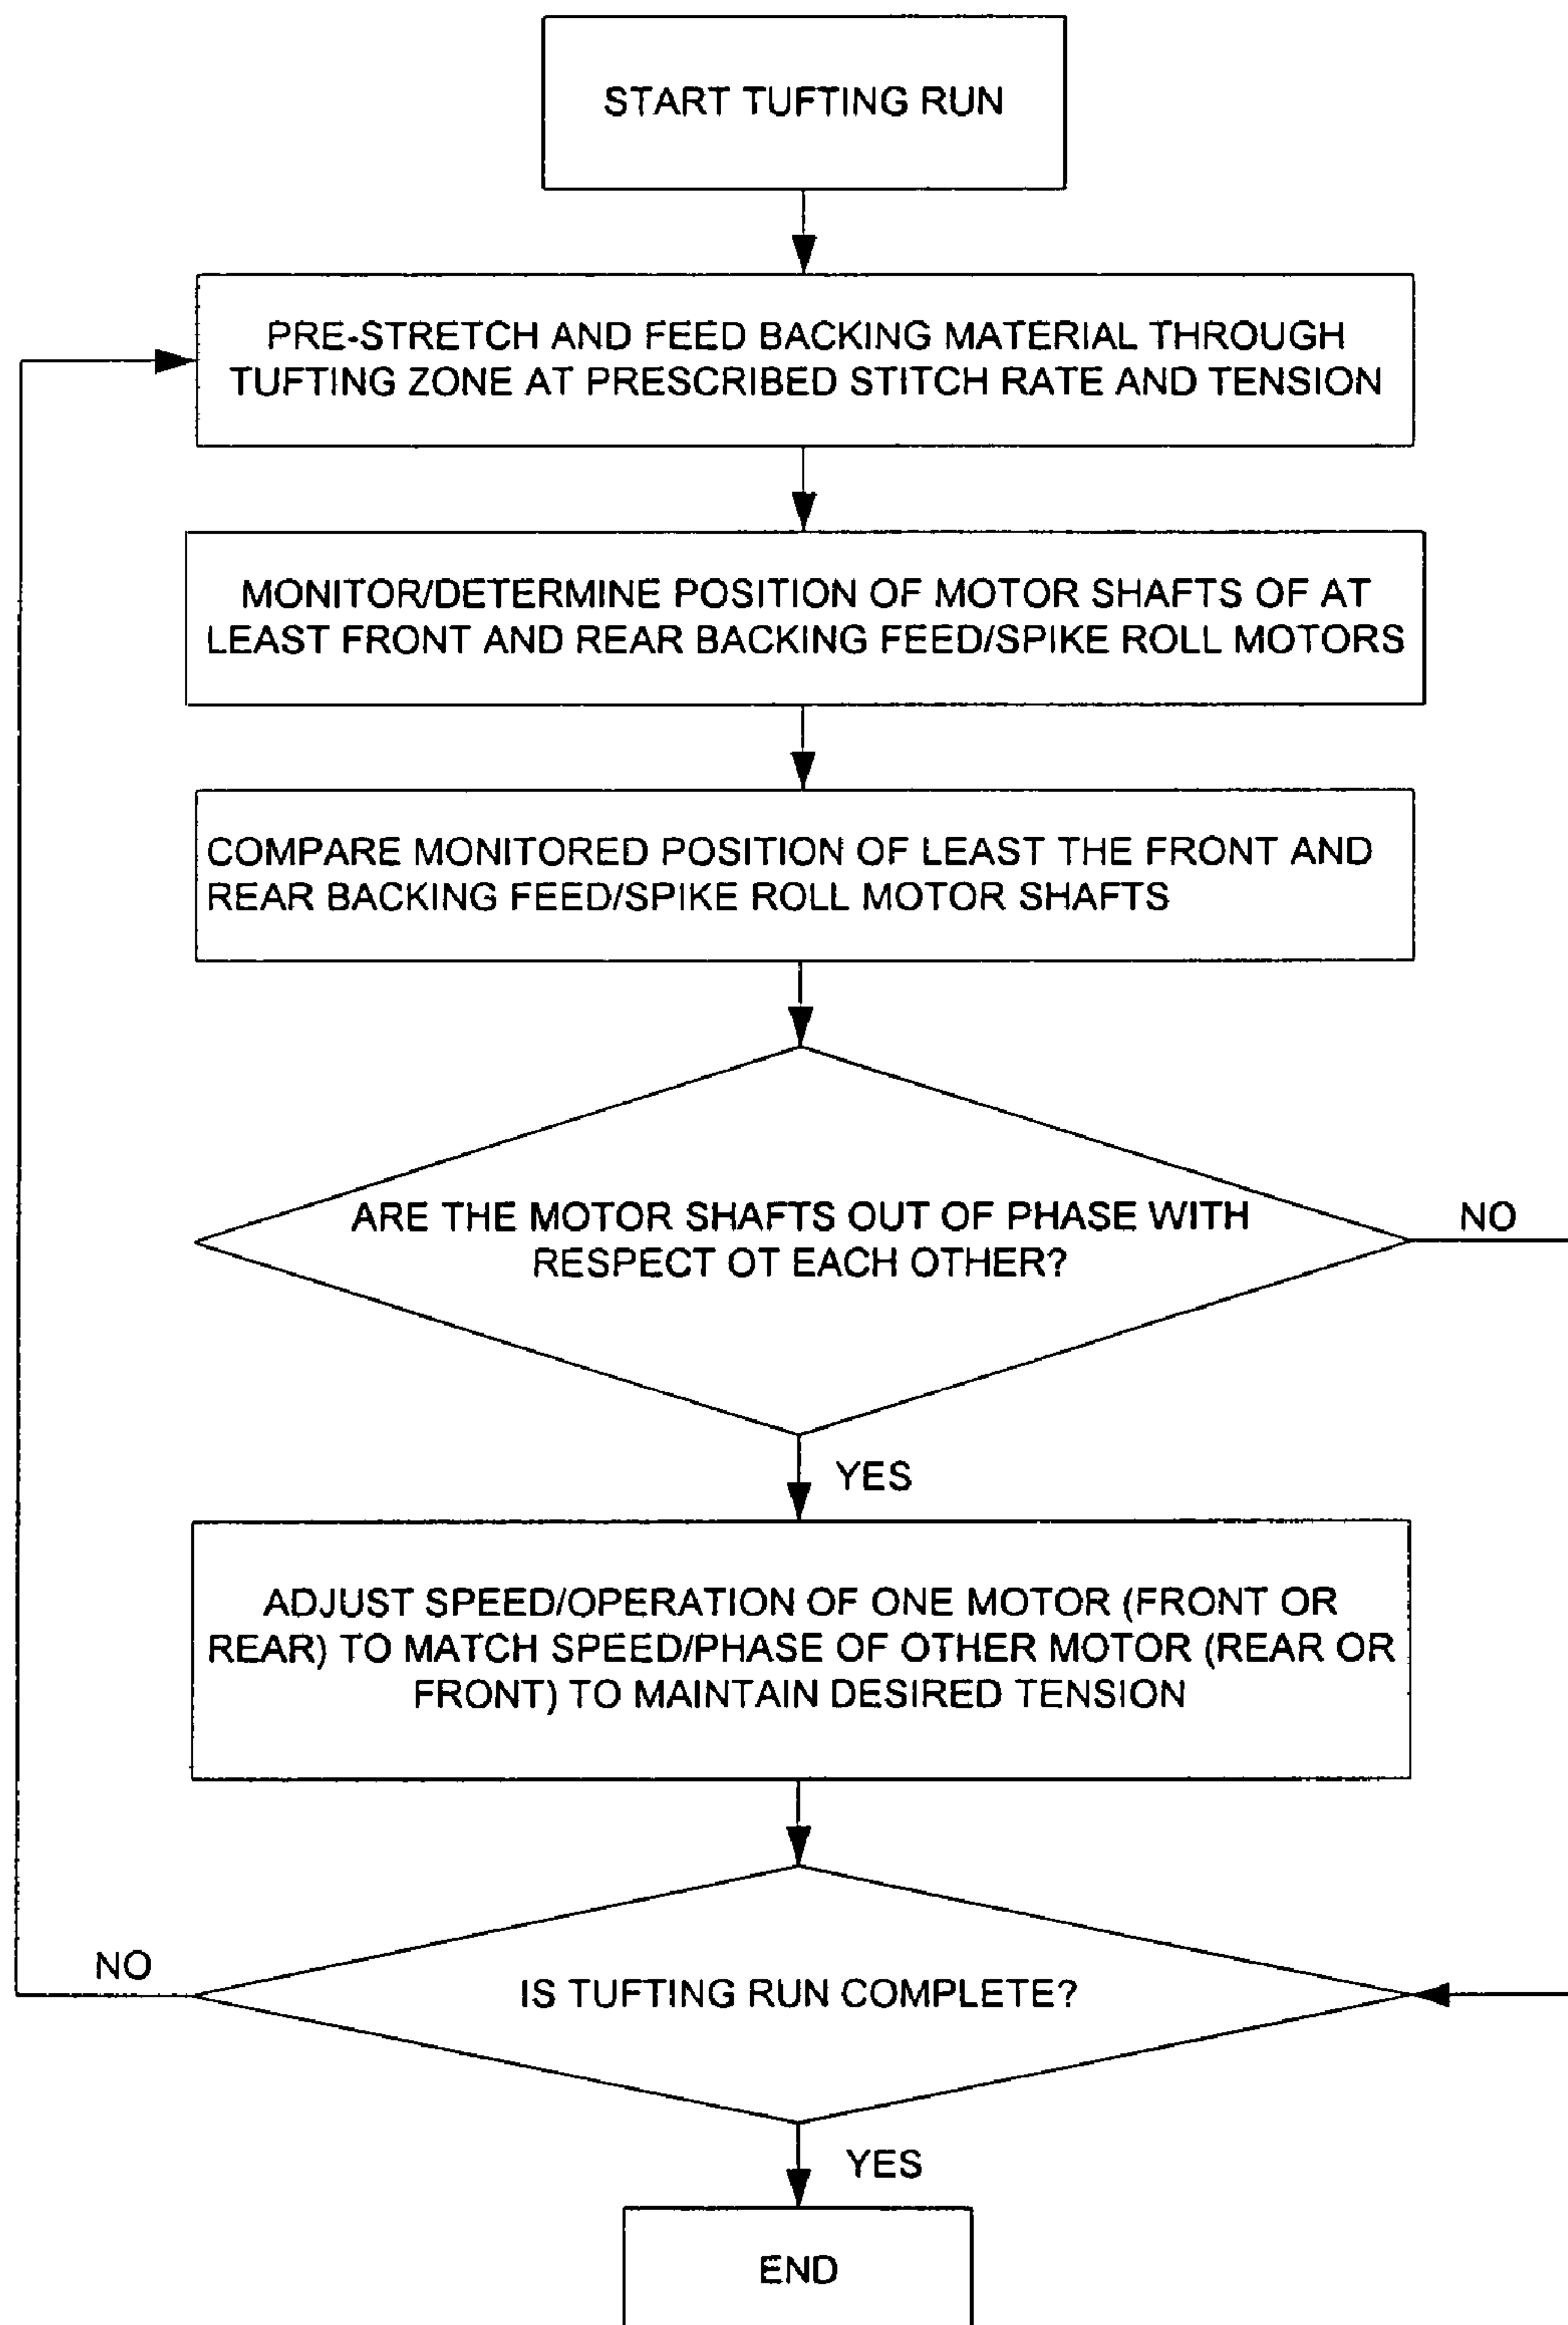 START TUFTING RUN
PRE-STRETCH AND FEED BACKING MATERIAL THROUGH
TUFTING ZONE AT PRESCRIBED STITCH RATE AND TENSION
MONITOR/DETERMINE POSITION OF MOTOR SHAFTS OF AT
LEAST FRONT AND REAR BACKING FEED/SPIKE ROLL MOTORS
COMPARE MONITORED POSITION OF LEAST THE FRONT AND
REAR BACKING FEED/SPIKE ROLL MOTOR SHAFTS
ARE THE MOTOR SHAFTS OUT OF PHASE WITH
RESPECT OT EACH OTHER?
NO
YES
ADJUST SPEED/OPERATION OF ONE MOTOR (FRONT OR
REAR) TO MATCH SPEED/PHASE OF OTHER MOTOR (REAR OR
FRONT) TO MAINTAIN DESIRED TENSION
NO
IS TUFTING RUN COMPLETE?
YES
END